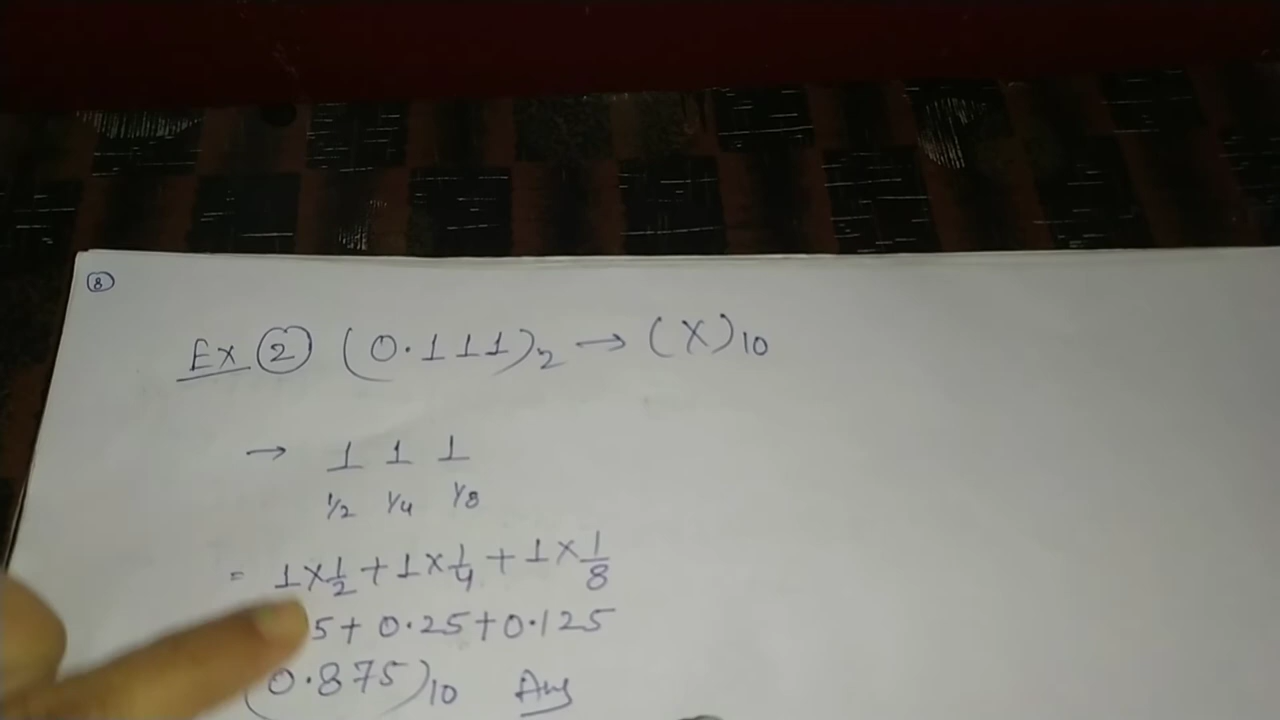 8
Ex 2 (0.111)2 → (X)10
→ 1 1 1
1/2 1/4 1/8
= 1×1/2+1×1/4+1×1/8
5+0.25+0.125
(0.875)10 Ans